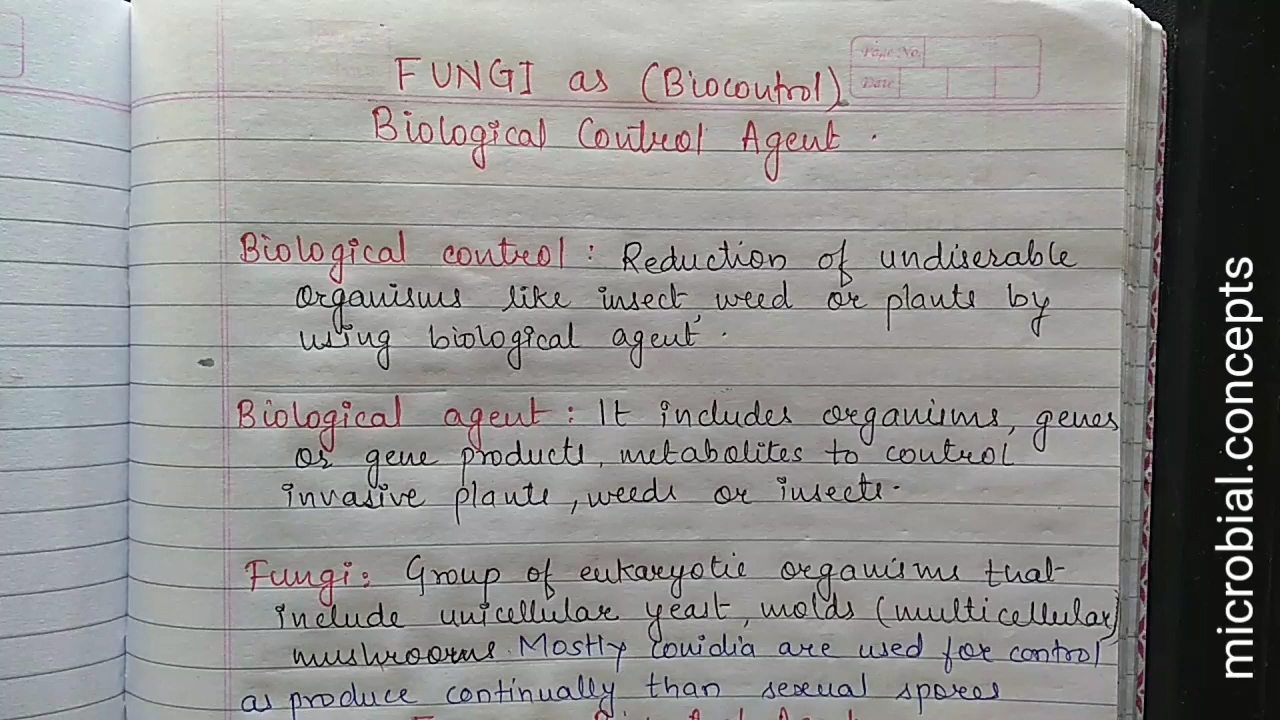 Page No.
Date
FUNGI as (Biocontrol)
Biological Control Agent .
Biological control : Reduction of undiserable
organisms like insect, weed or plants by
using biological agent .
Biological agent : It includes organisms, genes
or gene products, metabolites to control
invasive plants, weeds or insects.
Fungi : Group of eukaryotic organisms that
include unicellular yeast, molds (multicellular)
mushrooms. Mostly conidia are used for control
as produce continually than sexual spores
microbial.concepts